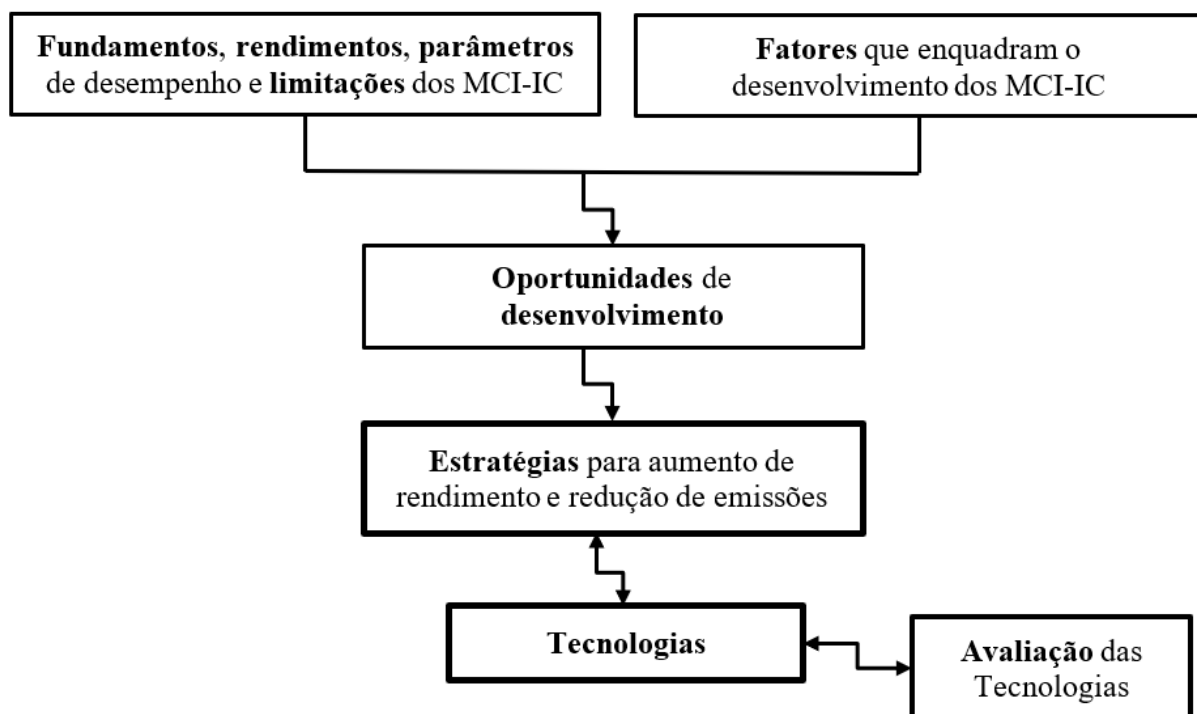 Fundamentos, rendimentos, parâmetros
de desempenho e limitações dos MCI-IC
Fatores que enquadram o
desenvolvimento dos MCI-IC
Oportunidades de
desenvolvimento
Estratégias para aumento de
rendimento e redução de emissões
Tecnologias
Avaliação das
Tecnologias